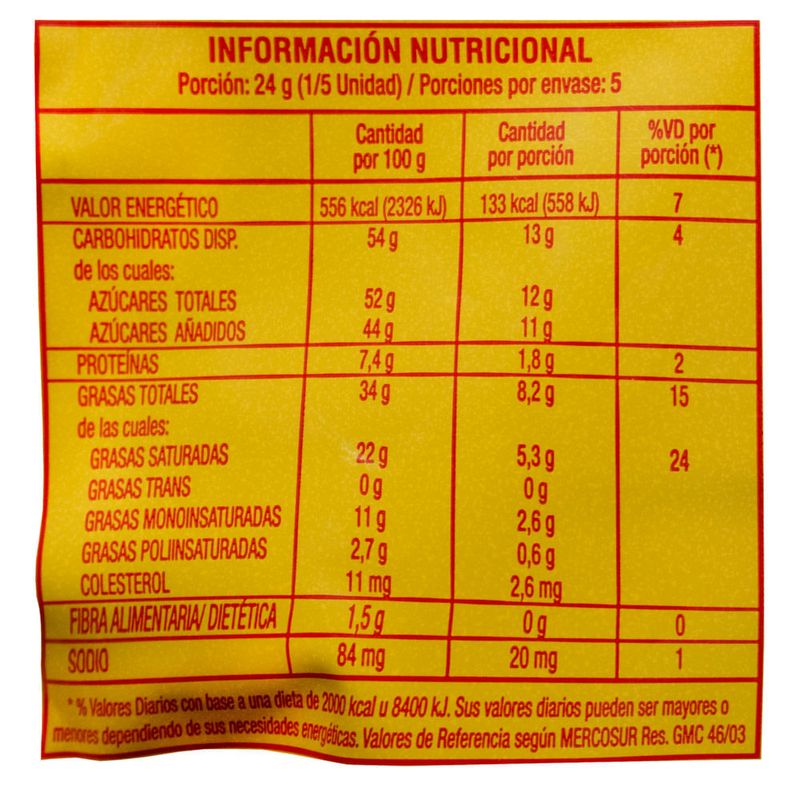 INFORMACIÓN NUTRICIONAL
Porción: 24 g (1/5 Unidad) / Porciones por envase: 5
Cantidad por 100 g Cantidad por porción %VD por porción (*)
VALOR ENERGÉTICO 556 kcal (2326 kJ) 133 kcal (558 kJ) 7
CARBOHIDRATOS DISP. 54 g 13 g 4
de los cuales:
AZÚCARES TOTALES 52 g 12 g
AZÚCARES AÑADIDOS 44 g 11 g
PROTEÍNAS 7,4 g 1,8 g 2
GRASAS TOTALES 34 g 8,2 g 15
de las cuales:
GRASAS SATURADAS 22 g 5,3 g 24
GRASAS TRANS 0 g 0 g
GRASAS MONOINSATURADAS 11 g 2,6 g
GRASAS POLIINSATURADAS 2,7 g 0,6 g
COLESTEROL 11 mg 2,6 mg
FIBRA ALIMENTARIA/ DIETÉTICA 1,5 g 0 g 0
SODIO 84 mg 20 mg 1
* % Valores Diarios con base a una dieta de 2000 kcal u 8400 kJ. Sus valores diarios pueden ser mayores o
menores dependiendo de sus necesidades energéticas. Valores de Referencia según MERCOSUR Res. GMC 46/03